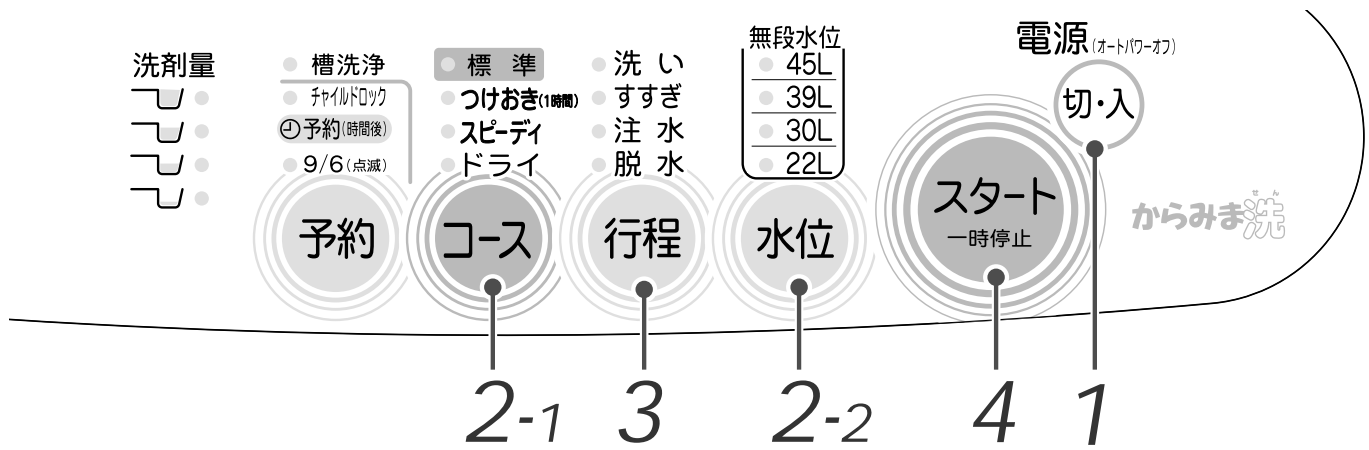 洗剤量
槽洗浄
チャイルドロック
予約(時間後)
9/6(点滅)
予約
標準
つけおき(1時間)
スピーディ
ドライ
コース
洗い
すすぎ
注水
脱水
行程
無段水位
45L
39L
30L
22L
水位
スタート
一時停止
電源(オートパワーオフ)
切・入
せん
からみま洗
2-1
3
2-2
4
1